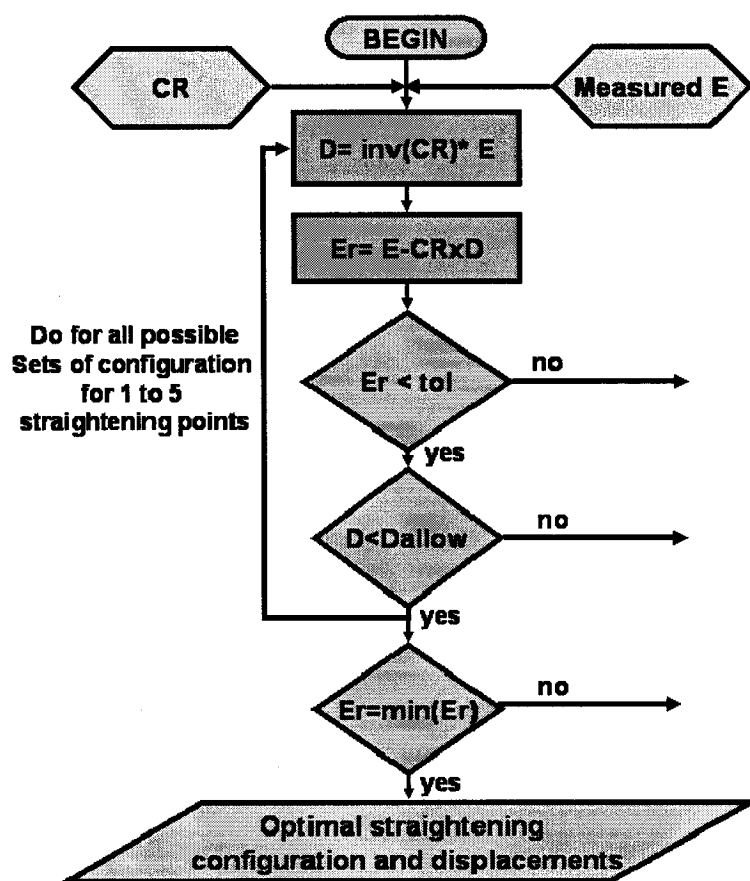 BEGIN
CR
Measured E
D= inv(CR)* E
Er= E-CRxD
Do for all possible
Sets of configuration
for 1 to 5
straightening points
Er < tol
no
yes
D<Dallow
no
yes
Er=min(Er)
no
yes
Optimal straightening
configuration and displacements